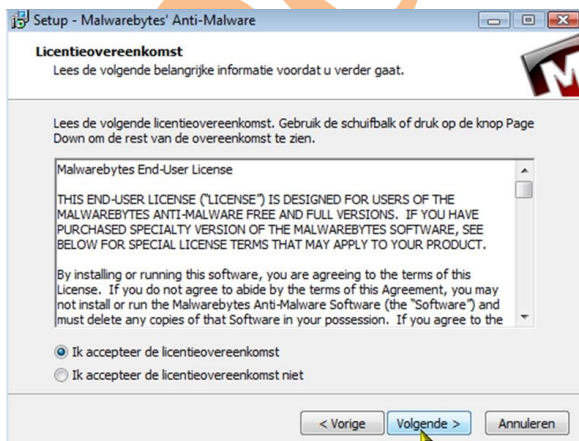 Setup - Malwarebytes' Anti-Malware
Licentieovereenkomst
Lees de volgende belangrijke informatie voordat u verder gaat.
Lees de volgende licentieovereenkomst. Gebruik de schuifbalk of druk op de knop Page
Down om de rest van de overeenkomst te zien.
Malwarebytes End-User License
THIS END-USER LICENSE ("LICENSE") IS DESIGNED FOR USERS OF THE
MALWAREBYTES ANTI-MALWARE FREE AND FULL VERSIONS. IF YOU HAVE
PURCHASED SPECIALTY VERSION OF THE MALWAREBYTES SOFTWARE, SEE
BELOW FOR SPECIAL LICENSE TERMS THAT MAY APPLY TO YOUR PRODUCT.
By installing or running this software, you are agreeing to the terms of this
License. If you do not agree to abide by the terms of this Agreement, you may
not install or run the Malwarebytes Anti-Malware Software (the "Software") and
must delete any copies of that Software in your possession. If you agree to the
Ik accepteer de licentieovereenkomst
Ik accepteer de licentieovereenkomst niet
< Vorige Volgende > Annuleren